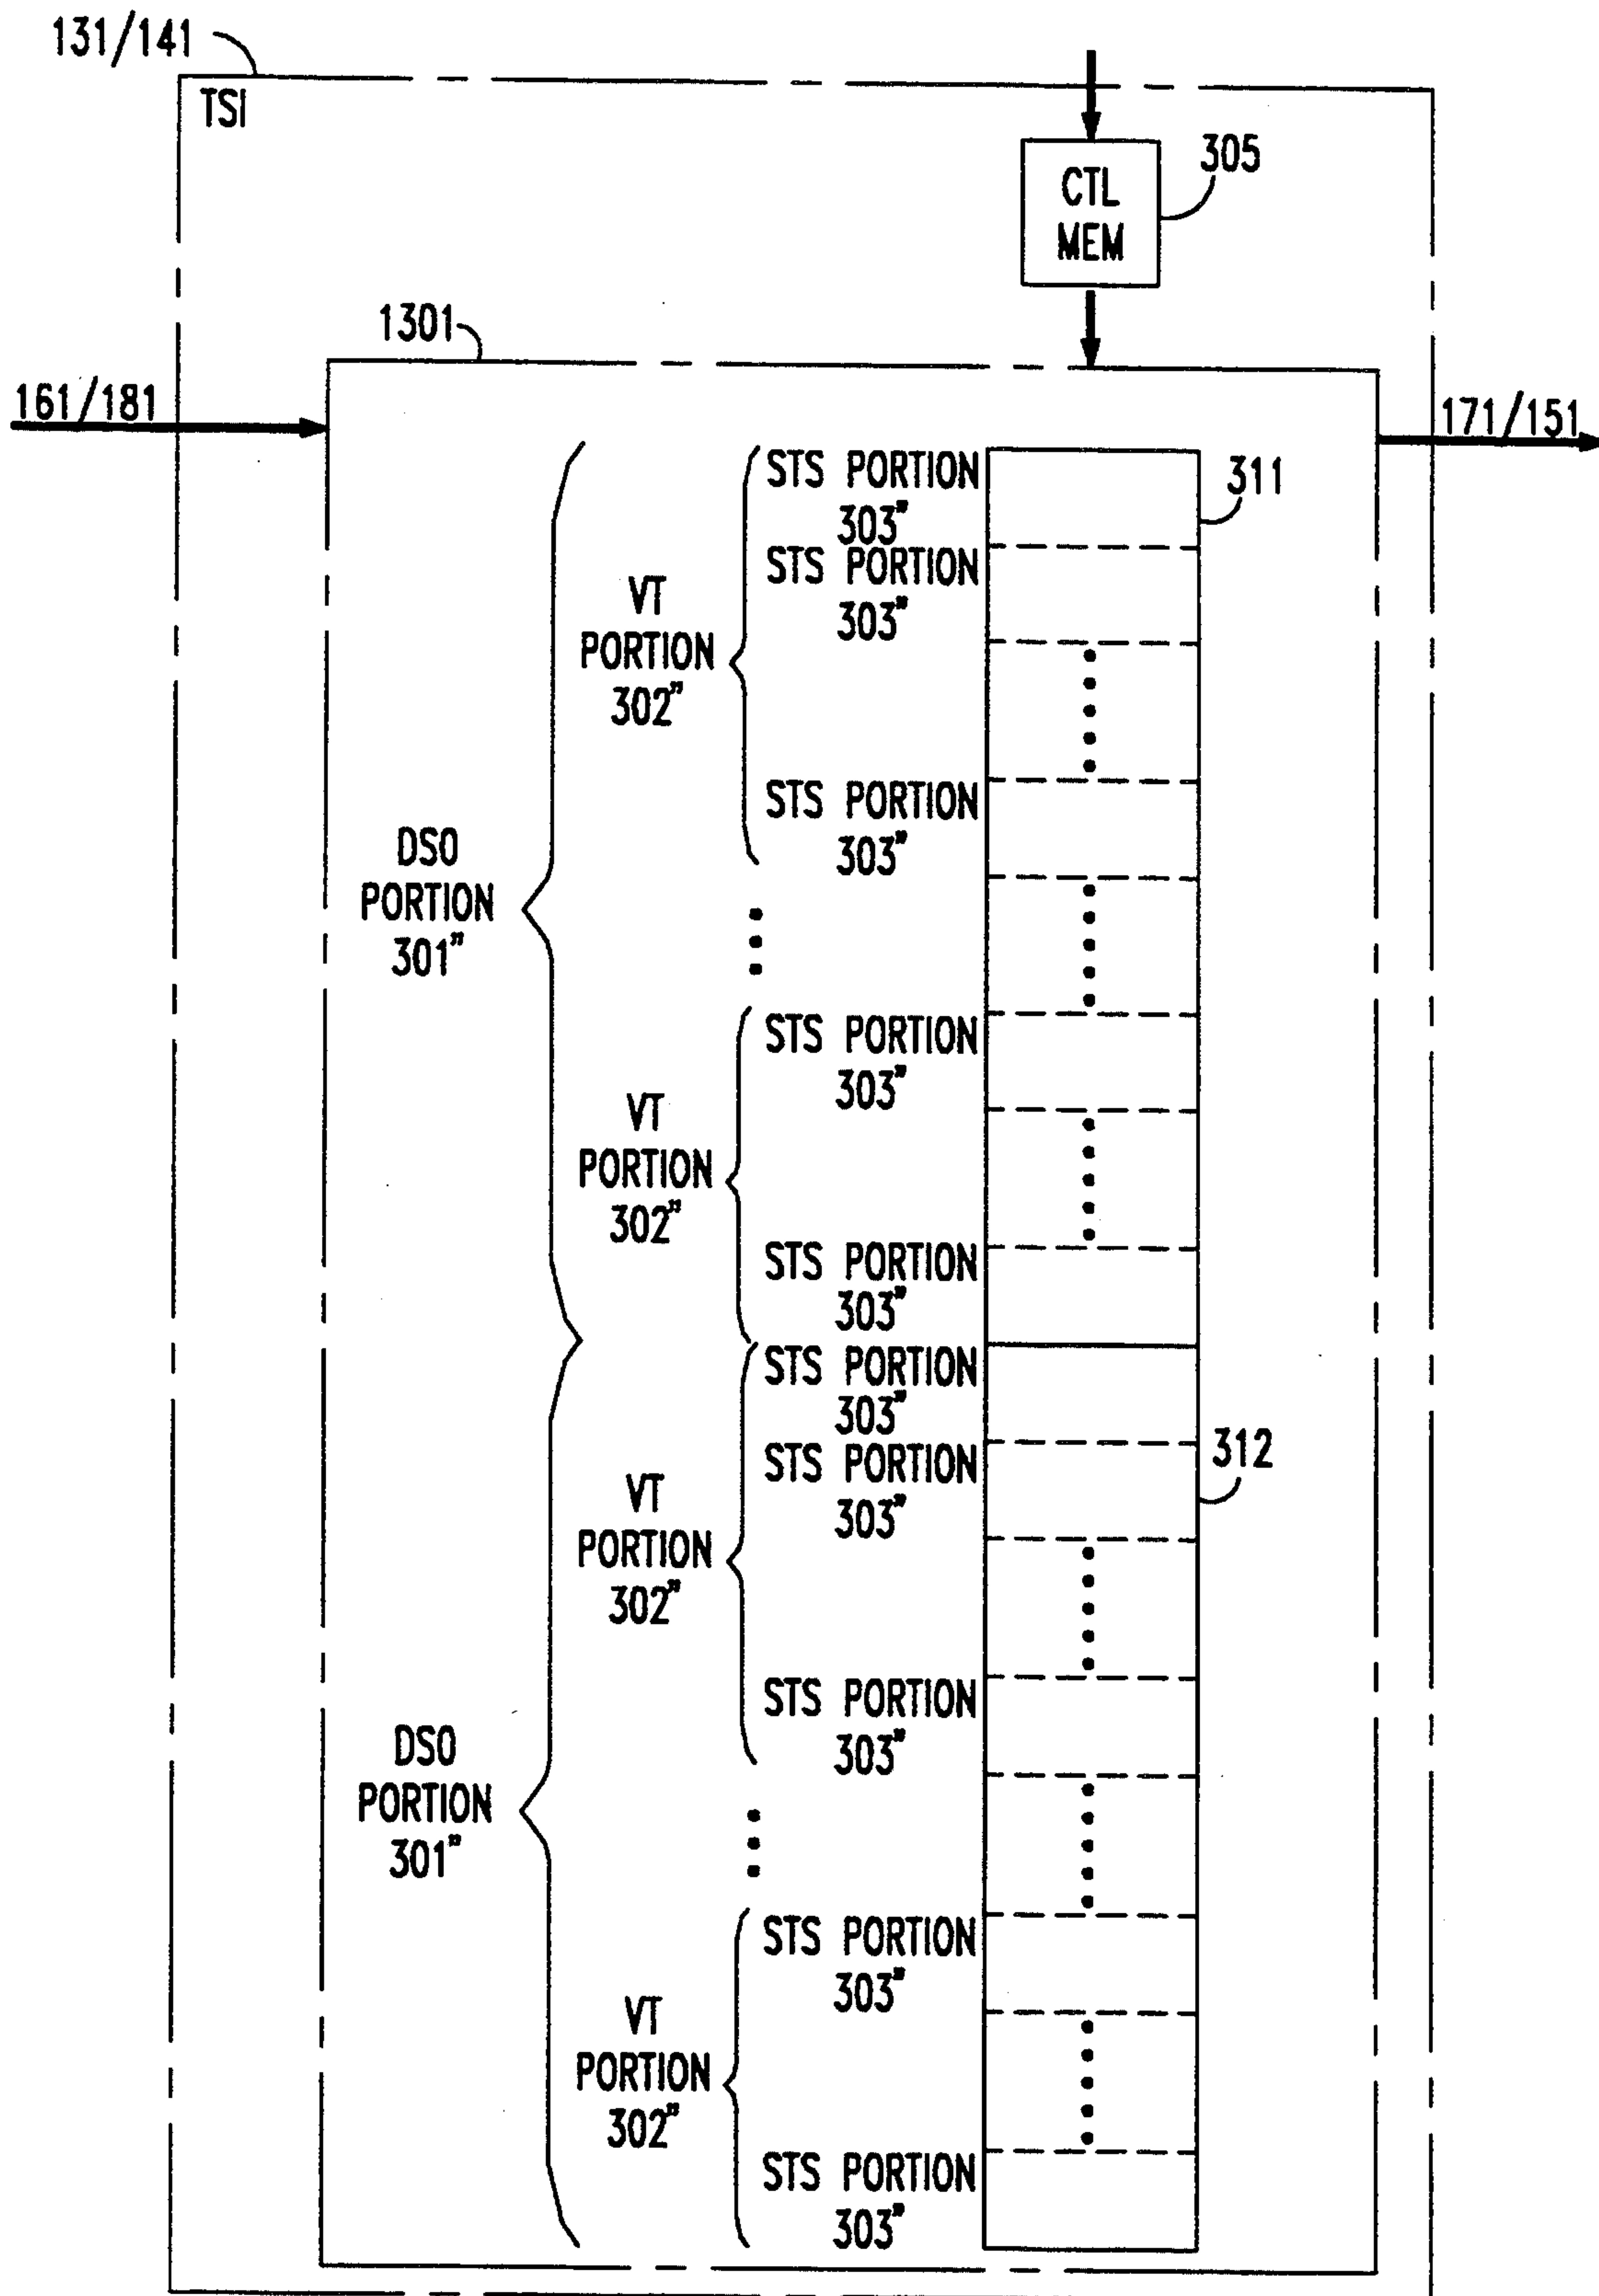 131/141
TSI
CTL
MEM
305
1301
161/181
171/151
STS PORTION
303"
311
STS PORTION
303"
VT
PORTION
302"
STS PORTION
303"
DS0
PORTION
301"
STS PORTION
303"
VT
PORTION
302"
STS PORTION
303"
STS PORTION
303"
STS PORTION
303"
312
VT
PORTION
302"
STS PORTION
303"
DS0
PORTION
301"
STS PORTION
303"
VT
PORTION
302"
STS PORTION
303"